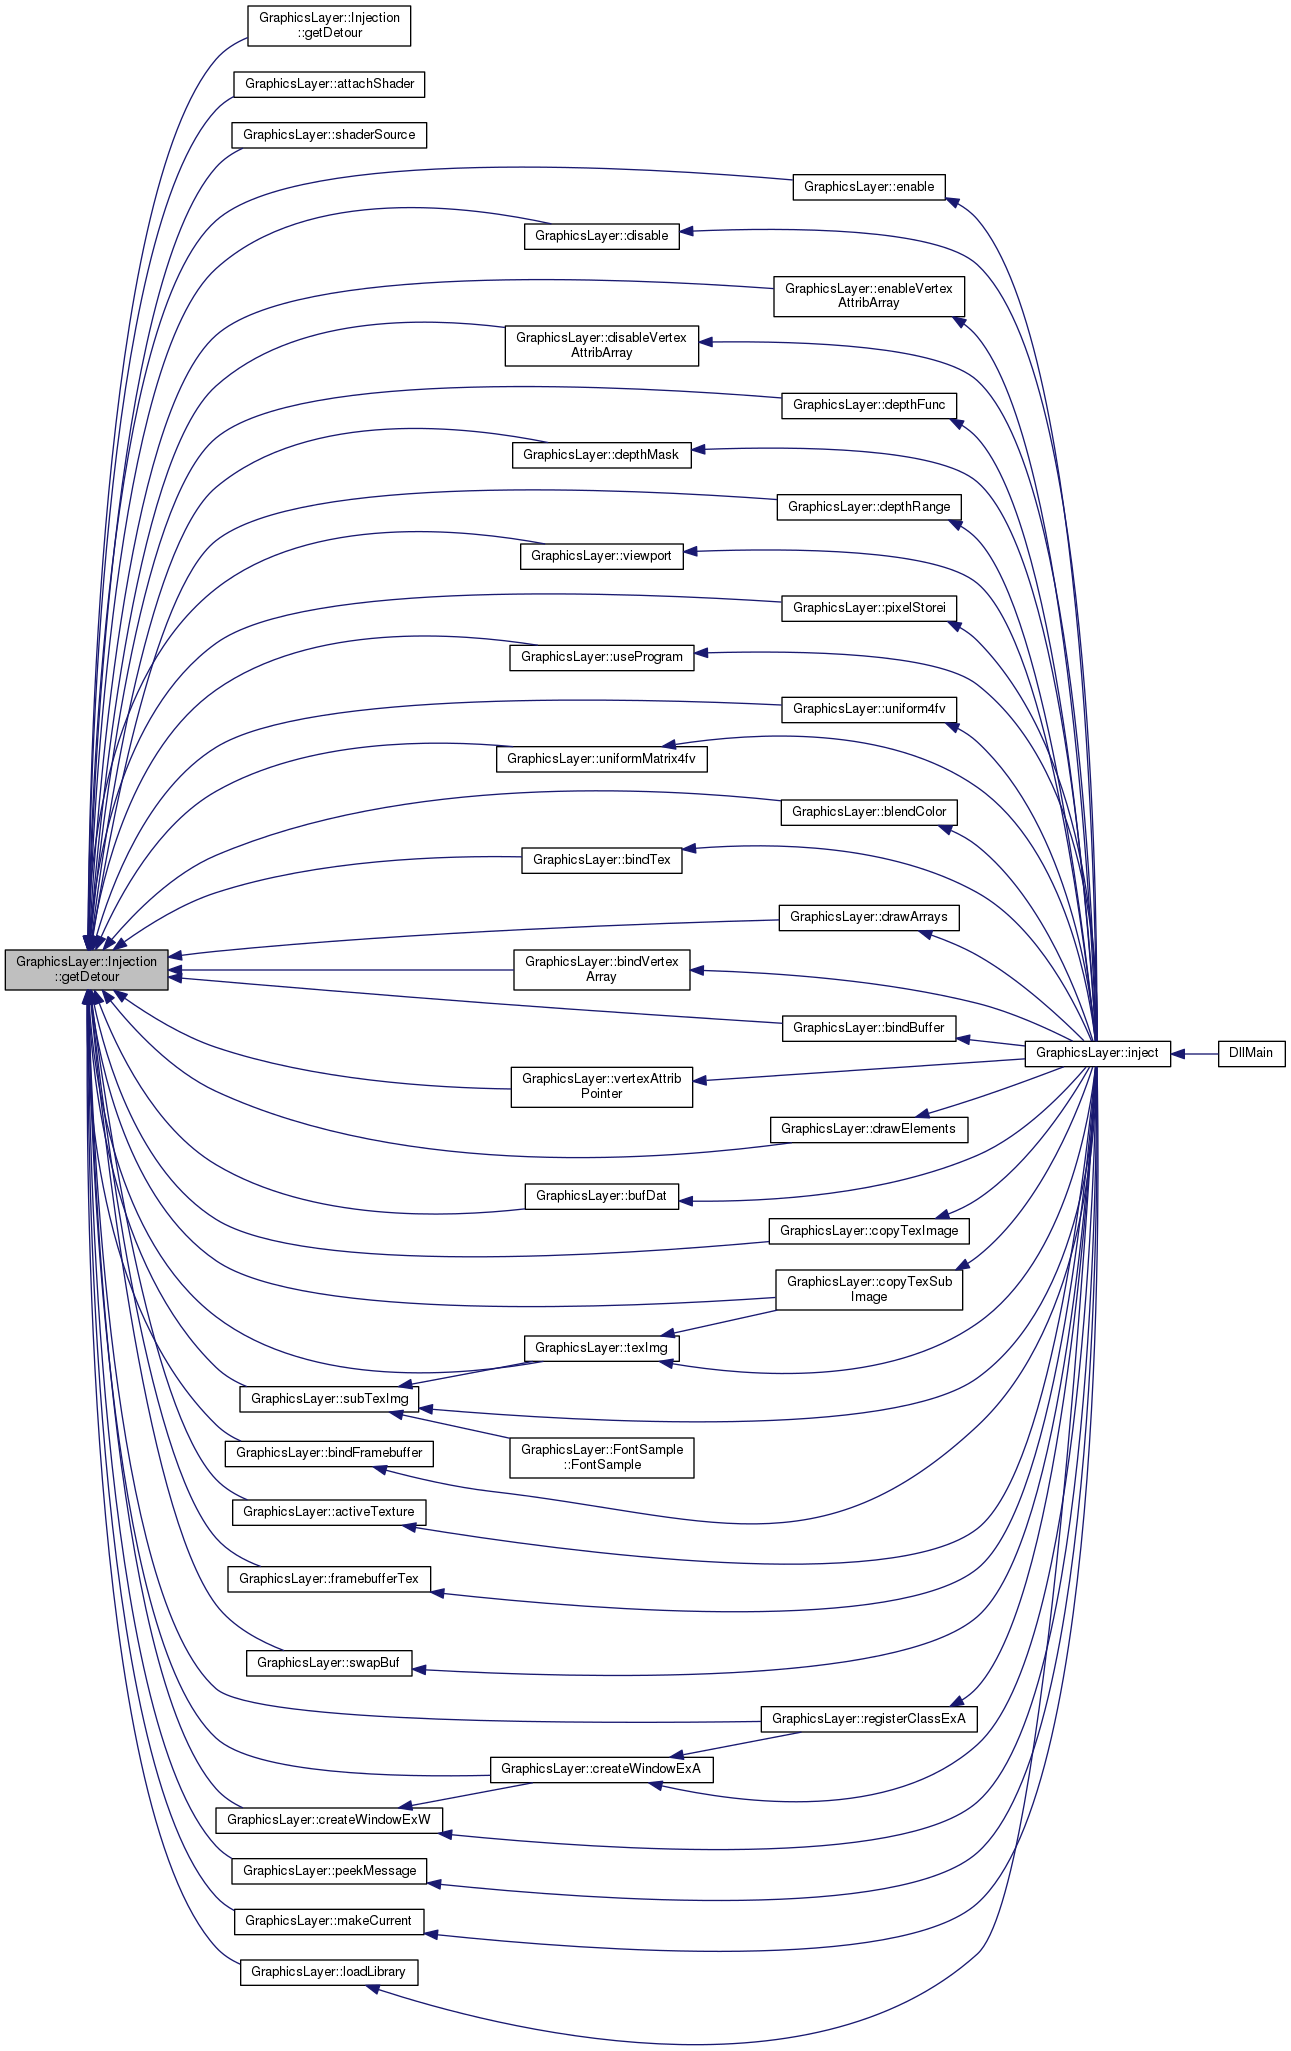 GraphicsLayer::Injection
::getDetour
GraphicsLayer::attachShader
GraphicsLayer::shaderSource
GraphicsLayer::enable
GraphicsLayer::disable
GraphicsLayer::enableVertex
AttribArray
GraphicsLayer::disableVertex
AttribArray
GraphicsLayer::depthFunc
GraphicsLayer::depthMask
GraphicsLayer::depthRange
GraphicsLayer::viewport
GraphicsLayer::pixelStorei
GraphicsLayer::useProgram
GraphicsLayer::uniform4fv
GraphicsLayer::uniformMatrix4fv
GraphicsLayer::blendColor
GraphicsLayer::bindTex
GraphicsLayer::drawArrays
GraphicsLayer::Injection
::getDetour
GraphicsLayer::bindVertex
Array
GraphicsLayer::bindBuffer
GraphicsLayer::inject
DllMain
GraphicsLayer::vertexAttrib
Pointer
GraphicsLayer::drawElements
GraphicsLayer::bufDat
GraphicsLayer::copyTexImage
GraphicsLayer::copyTexSub
Image
GraphicsLayer::texImg
GraphicsLayer::subTexImg
GraphicsLayer::FontSample
::FontSample
GraphicsLayer::bindFramebuffer
GraphicsLayer::activeTexture
GraphicsLayer::framebufferTex
GraphicsLayer::swapBuf
GraphicsLayer::registerClassExA
GraphicsLayer::createWindowExA
GraphicsLayer::createWindowExW
GraphicsLayer::peekMessage
GraphicsLayer::makeCurrent
GraphicsLayer::loadLibrary